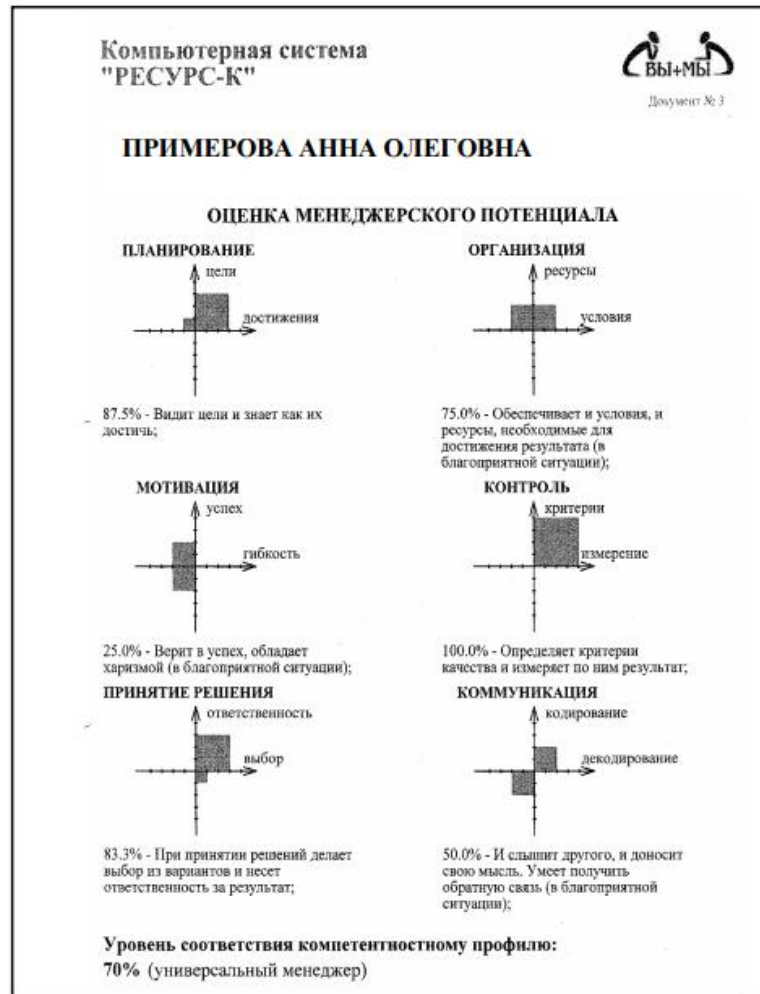 Компьютерная система
"РЕСУРС-К"
ВЫ+МЫ
Документ № 3
ПРИМЕРОВА АННА ОЛЕГОВНА
ОЦЕНКА МЕНЕДЖЕРСКОГО ПОТЕНЦИАЛА
ПЛАНИРОВАНИЕ
цели
достижения
87.5% - Видит цели и знает как их
достичь;
ОРГАНИЗАЦИЯ
ресурсы
условия
75.0% - Обеспечивает и условия, и
ресурсы, необходимые для
достижения результата (в
благоприятной ситуации);
МОТИВАЦИЯ
успех
гибкость
25.0% - Верит в успех, обладает
харизмой (в благоприятной ситуации);
КОНТРОЛЬ
критерии
измерение
100.0% - Определяет критерии
качества и измеряет по ним результат;
ПРИНЯТИЕ РЕШЕНИЯ
ответственность
выбор
83.3% - При принятии решений делает
выбор из вариантов и несет
ответственность за результат;
КОММУНИКАЦИЯ
кодирование
декодирование
50.0% - И слышит другого, и доносит
свою мысль. Умеет получить
обратную связь (в благоприятной
ситуации);
Уровень соответствия компетентностному профилю:
70% (универсальный менеджер)